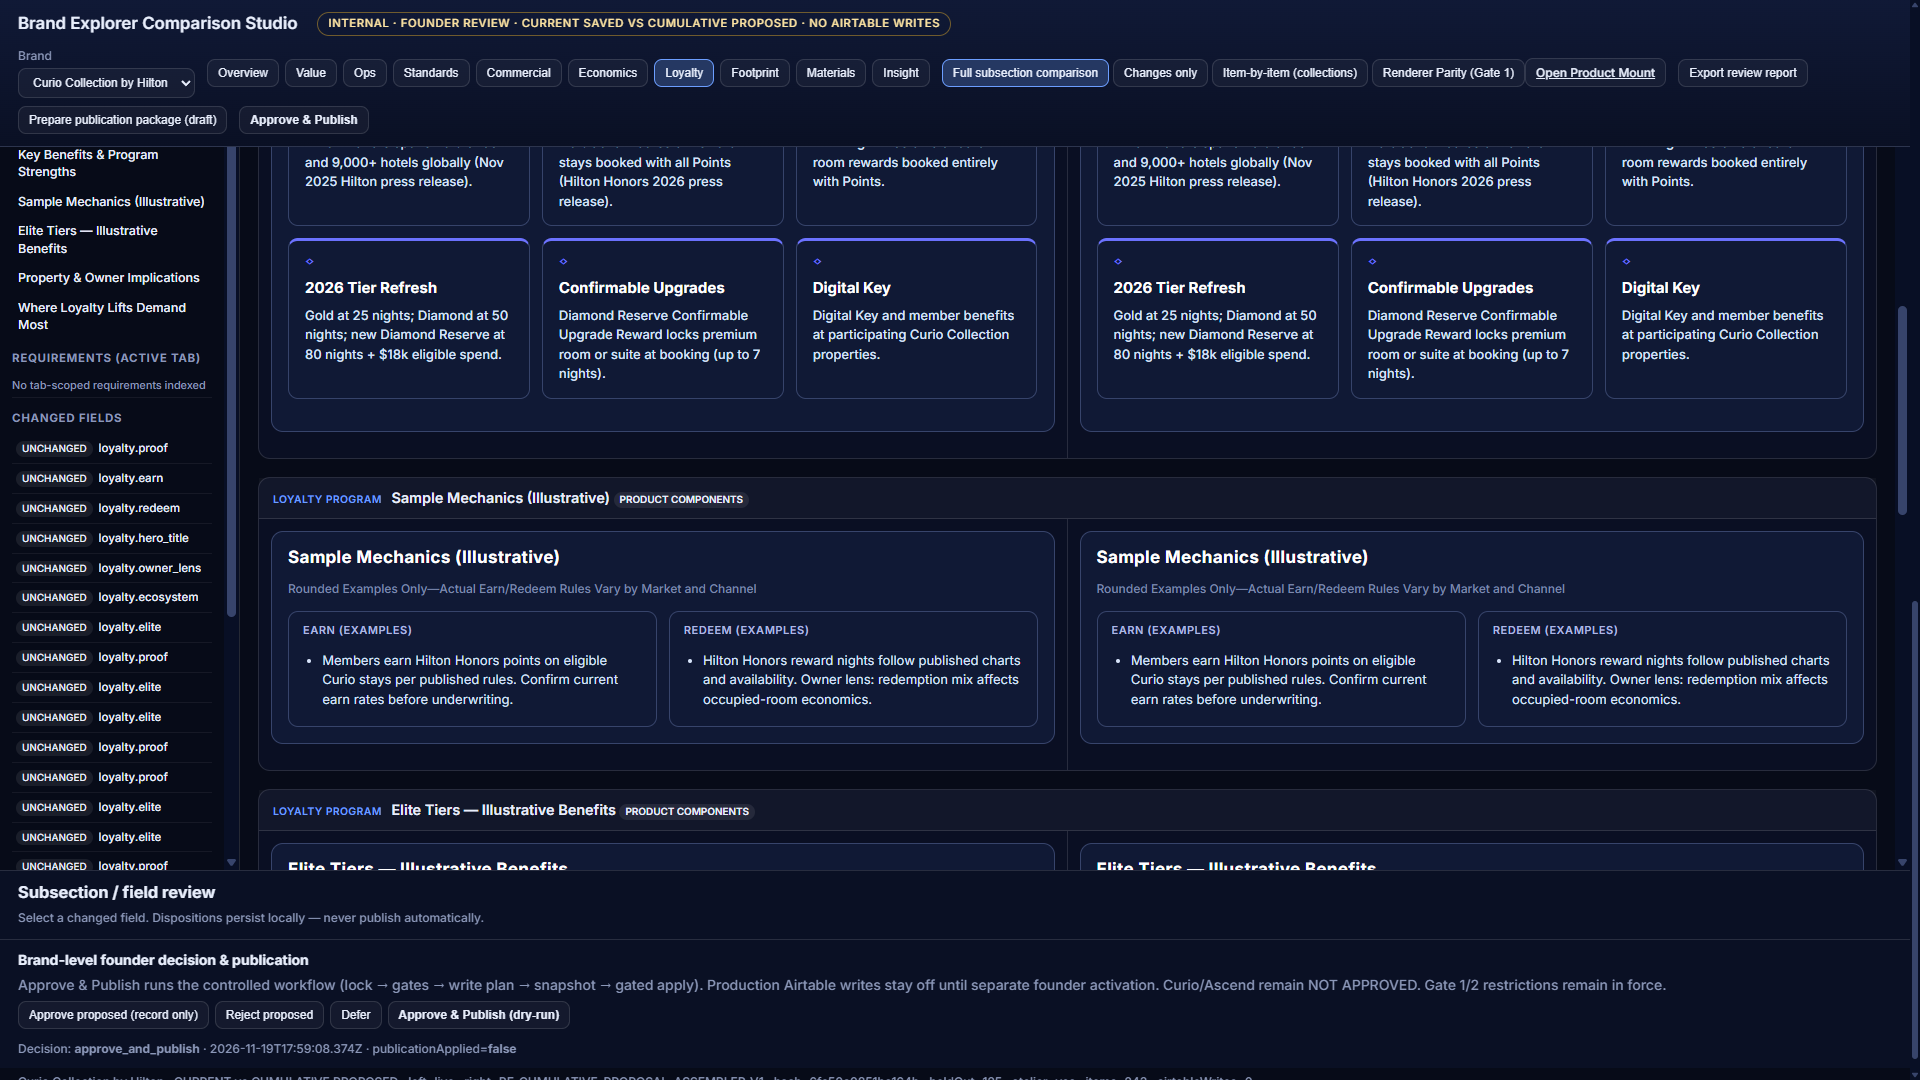 Brand Explorer Comparison Studio
INTERNAL · FOUNDER REVIEW · CURRENT SAVED VS CUMULATIVE PROPOSED · NO AIRTABLE WRITES
Brand
Curio Collection by Hilton
Overview
Value
Ops
Standards
Commercial
Economics
Loyalty
Footprint
Materials
Insight
Full subsection comparison
Changes only
Item-by-item (collections)
Renderer Parity (Gate 1)
Open Product Mount
Export review report
Prepare publication package (draft)
Approve & Publish
Key Benefits & Program
Strengths
Sample Mechanics (Illustrative)
Elite Tiers — Illustrative
Benefits
Property & Owner Implications
Where Loyalty Lifts Demand
Most
REQUIREMENTS (ACTIVE TAB)
No tab-scoped requirements indexed
CHANGED FIELDS
UNCHANGED loyalty.proof
UNCHANGED loyalty.earn
UNCHANGED loyalty.redeem
UNCHANGED loyalty.hero_title
UNCHANGED loyalty.owner_lens
UNCHANGED loyalty.ecosystem
UNCHANGED loyalty.elite
UNCHANGED loyalty.proof
UNCHANGED loyalty.elite
UNCHANGED loyalty.elite
UNCHANGED loyalty.proof
UNCHANGED loyalty.proof
UNCHANGED loyalty.elite
UNCHANGED loyalty.elite
UNCHANGED loyalty.proof
and 9,000+ hotels globally (Nov
2025 Hilton press release).
stays booked with all Points
(Hilton Honors 2026 press
release).
room rewards booked entirely
with Points.
2026 Tier Refresh
Gold at 25 nights; Diamond at 50
nights; new Diamond Reserve at
80 nights + $18k eligible spend.
Confirmable Upgrades
Diamond Reserve Confirmable
Upgrade Reward locks premium
room or suite at booking (up to 7
nights).
Digital Key
Digital Key and member benefits
at participating Curio Collection
properties.
and 9,000+ hotels globally (Nov
2025 Hilton press release).
stays booked with all Points
(Hilton Honors 2026 press
release).
room rewards booked entirely
with Points.
2026 Tier Refresh
Gold at 25 nights; Diamond at 50
nights; new Diamond Reserve at
80 nights + $18k eligible spend.
Confirmable Upgrades
Diamond Reserve Confirmable
Upgrade Reward locks premium
room or suite at booking (up to 7
nights).
Digital Key
Digital Key and member benefits
at participating Curio Collection
properties.
LOYALTY PROGRAM Sample Mechanics (Illustrative) PRODUCT COMPONENTS
Sample Mechanics (Illustrative)
Rounded Examples Only—Actual Earn/Redeem Rules Vary by Market and Channel
EARN (EXAMPLES)
• Members earn Hilton Honors points on eligible
Curio stays per published rules. Confirm current
earn rates before underwriting.
REDEEM (EXAMPLES)
• Hilton Honors reward nights follow published charts
and availability. Owner lens: redemption mix affects
occupied-room economics.
Sample Mechanics (Illustrative)
Rounded Examples Only—Actual Earn/Redeem Rules Vary by Market and Channel
EARN (EXAMPLES)
• Members earn Hilton Honors points on eligible
Curio stays per published rules. Confirm current
earn rates before underwriting.
REDEEM (EXAMPLES)
• Hilton Honors reward nights follow published charts
and availability. Owner lens: redemption mix affects
occupied-room economics.
LOYALTY PROGRAM Elite Tiers — Illustrative Benefits PRODUCT COMPONENTS
Elite Tiers — Illustrative Benefits
Elite Tiers — Illustrative Benefits
Subsection / field review
Select a changed field. Dispositions persist locally — never publish automatically.
Brand-level founder decision & publication
Approve & Publish runs the controlled workflow (lock → gates → write plan → snapshot → gated apply). Production Airtable writes stay off until separate founder activation. Curio/Ascend remain NOT APPROVED. Gate 1/2 restrictions remain in force.
Approve proposed (record only)
Reject proposed
Defer
Approve & Publish (dry-run)
Decision: approve_and_publish · 2026-11-19T17:59:08.374Z · publicationApplied=false